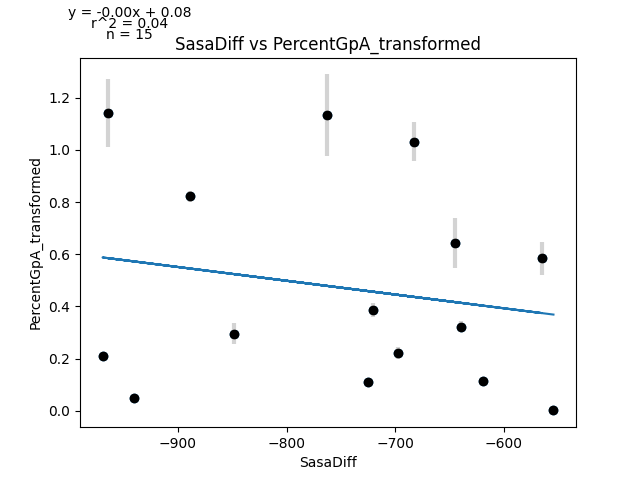 y = -0.00x + 0.08
r^2 = 0.04
n = 15
SasaDiff vs PercentGpA_transformed
PercentGpA_transformed
1.2
1.0
0.8
0.6
0.4
0.2
0.0
−900
−800
−700
−600
SasaDiff